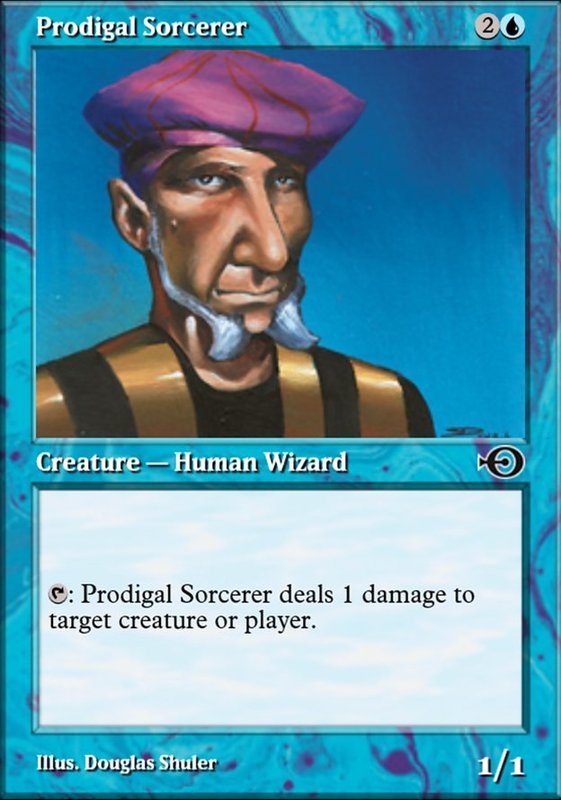 Prodigal Sorcerer 2
Creature — Human Wizard
: Prodigal Sorcerer deals 1 damage to
target creature or player.
Illus. Douglas Shuler 1/1